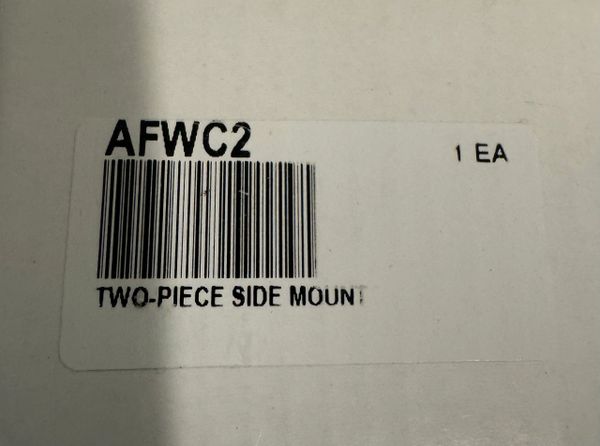 AFWC2
1 EA
TWO-PIECE SIDE MOUNT